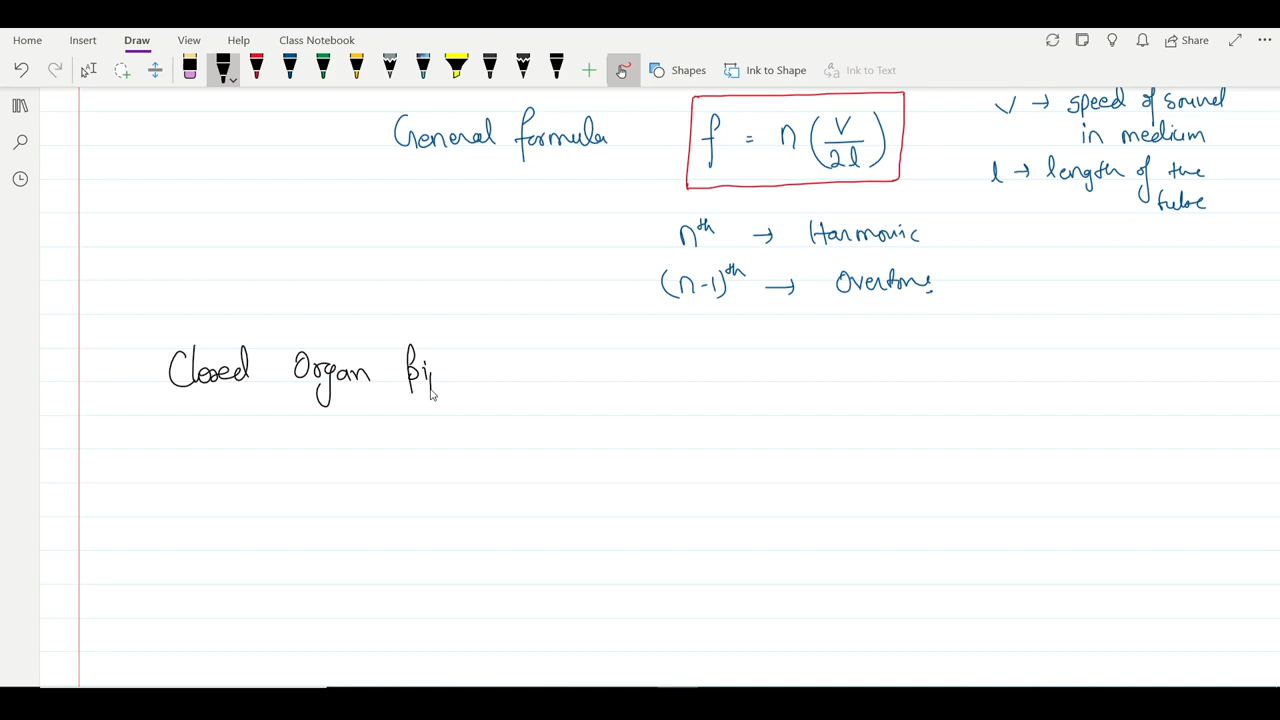 Home Insert Draw View Help Class Notebook Share
Shapes Ink to Shape Ink to Text
General formula f = n (v/2l)
v → speed of sound
in medium
l → length of the
tube
nth → Harmonic
(n-1)th → Overtone
Closed Organ Pi